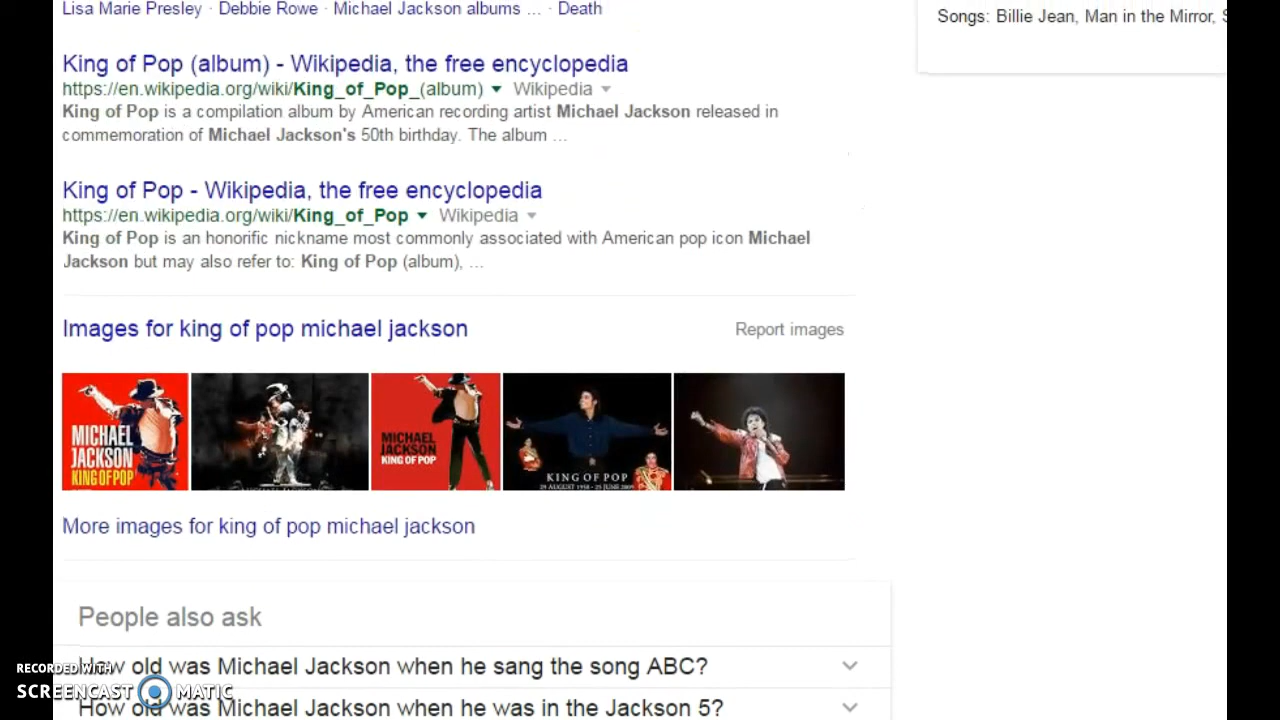 Lisa Marie Presley · Debbie Rowe · Michael Jackson albums ... · Death
Songs: Billie Jean, Man in the Mirror,
King of Pop (album) - Wikipedia, the free encyclopedia
https://en.wikipedia.org/wiki/King_of_Pop_(album) ▼ Wikipedia ▼
King of Pop is a compilation album by American recording artist Michael Jackson released in
commemoration of Michael Jackson's 50th birthday. The album ...
King of Pop - Wikipedia, the free encyclopedia
https://en.wikipedia.org/wiki/King_of_Pop ▼ Wikipedia ▼
King of Pop is an honorific nickname most commonly associated with American pop icon Michael
Jackson but may also refer to: King of Pop (album), ...
Images for king of pop michael jackson
Report images
MICHAEL
JACKSON
KING OF POP
MICHAEL JACKSON
MICHAEL
JACKSON
KING OF POP
KING OF POP
29 AUGUST 1958 - 25 JUNE 2009
More images for king of pop michael jackson
People also ask
How old was Michael Jackson when he sang the song ABC?
How old was Michael Jackson when he was in the Jackson 5?
RECORDED WITH
SCREENCAST MATIC